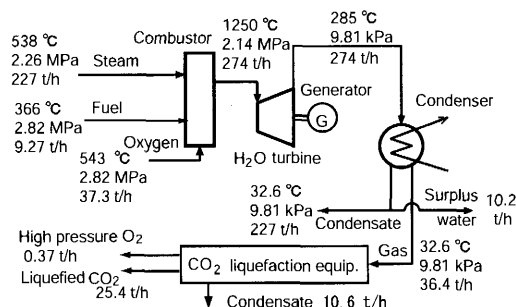 538 °C
2.26 MPa
227 t/h
Steam
366 °C
2.82 MPa
9.27 t/h
Fuel
Oxygen
543 °C
2.82 MPa
37.3 t/h
Combustor
1250 °C
2.14 MPa
274 t/h
Generator
G
H₂O turbine
285 °C
9.81 kPa
274 t/h
Condenser
32.6 °C
9.81 kPa
227 t/h
Condensate
Surplus
water
10.2
t/h
Gas
32.6 °C
9.81 kPa
36.4 t/h
High pressure O₂
0.37 t/h
Liquefied CO₂
25.4 t/h
CO₂ liquefaction equip.
Condensate 10.6 t/h